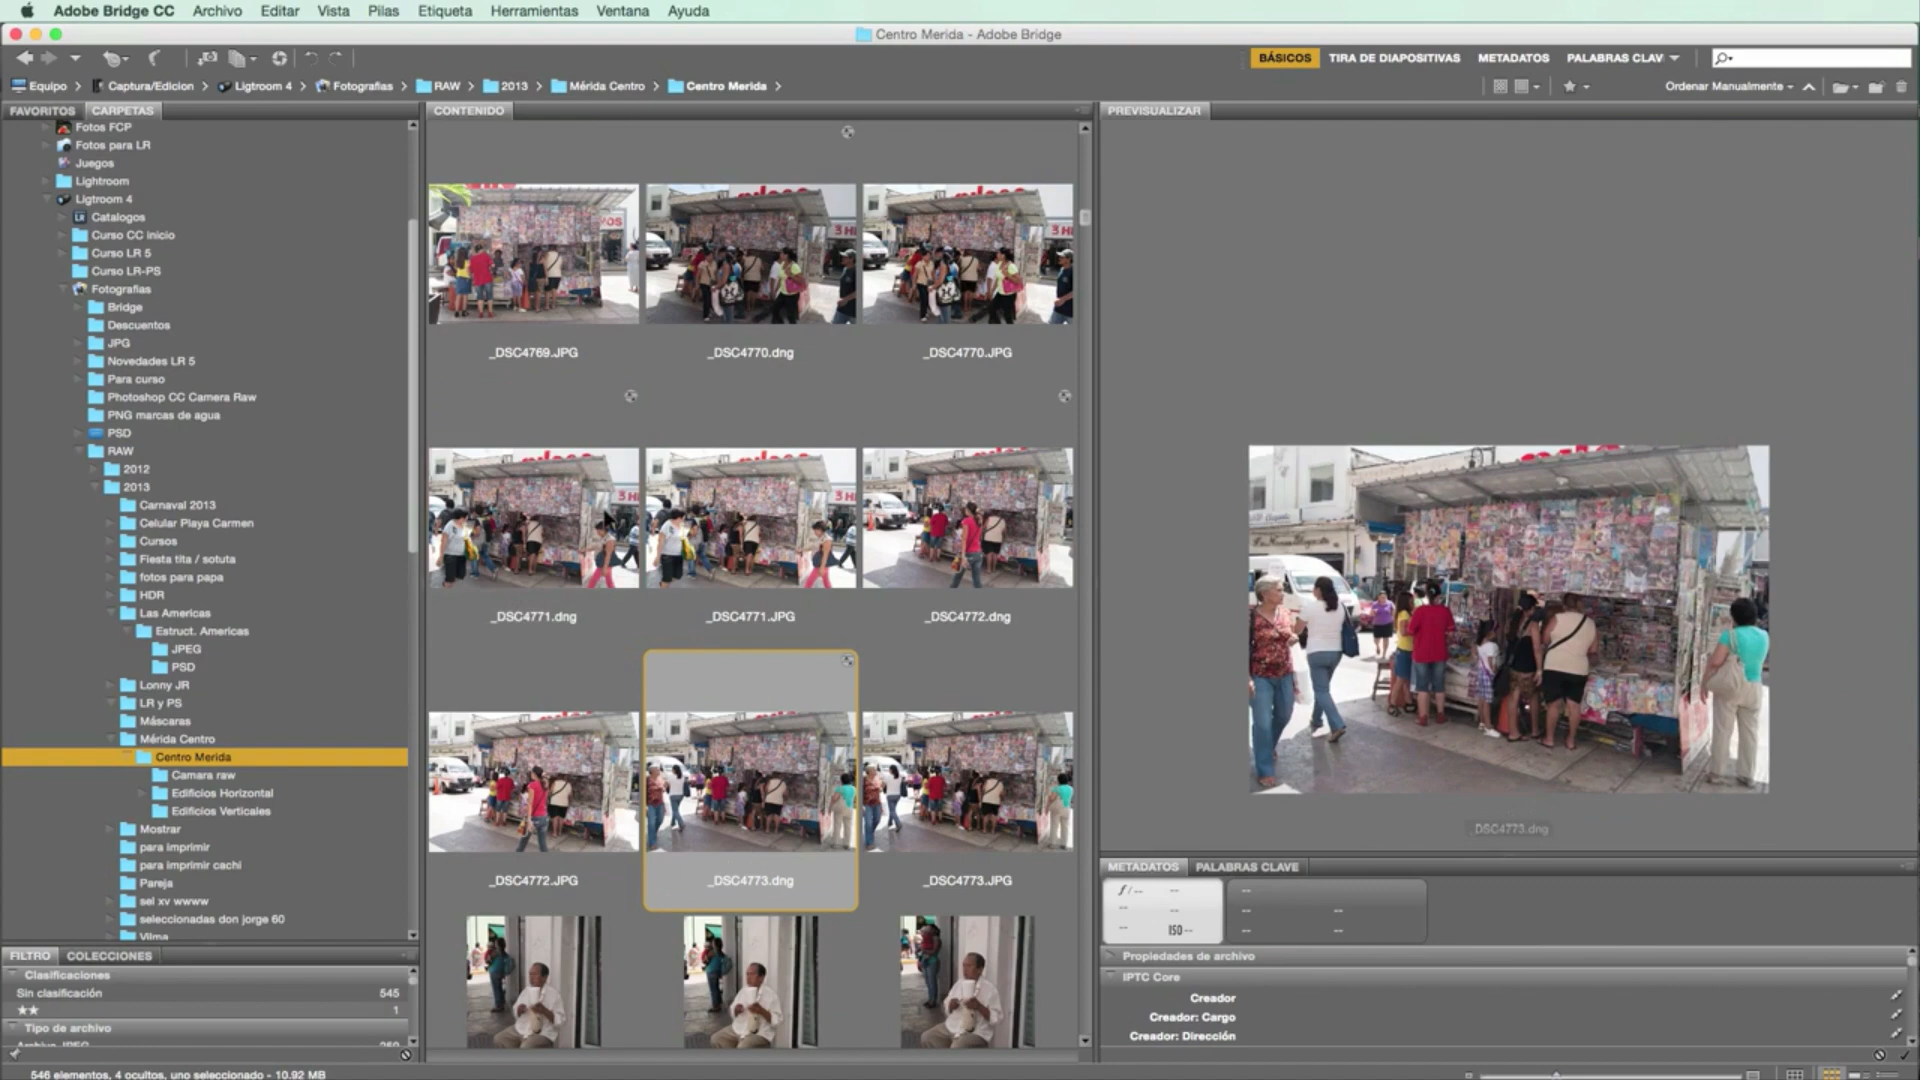 Adobe Bridge CC Archivo Editar Vista Pilas Etiqueta Herramientas Ventana Ayuda
Centro Merida - Adobe Bridge
BÁSICOS TIRA DE DIAPOSITIVAS METADATOS PALABRAS CLAV
Equipo Captura/Edicion Ligtroom 4 Fotografias RAW 2013 Mérida Centro Centro Merida
Ordenar Manualmente
FAVORITOS CARPETAS
CONTENIDO
PREVISUALIZAR
Fotos FCP
Fotos para LR
Juegos
Lightroom
Ligtroom 4
LR Catalogos
Curso CC inicio
Curso LR 5
Curso LR-PS
Fotografias
Bridge
Descuentos
JPG
Novedades LR 5
Para curso
Photoshop CC Camera Raw
PNG marcas de agua
PSD
RAW
2012
2013
Carnaval 2013
Celular Playa Carmen
Cursos
Fiesta tita / sotuta
fotos para papa
HDR
Las Americas
Estruct. Americas
JPEG
PSD
Lonny JR
LR y PS
Máscaras
Mérida Centro
Centro Merida
Camara raw
Edificios Horizontal
Edificios Verticales
Mostrar
para imprimir
para imprimir cachi
Pareja
sel xv wwww
seleccionadas don jorge 60
Vilma
FILTRO COLECCIONES
Clasificaciones
Sin clasificación 545
★★ 1
Tipo de archivo
Archivo JPEG
546 elementos, 4 ocultos, uno seleccionado - 10.92 MB
_DSC4769.JPG
_DSC4770.dng
_DSC4770.JPG
_DSC4771.dng
_DSC4771.JPG
_DSC4772.dng
_DSC4772.JPG
_DSC4773.dng
_DSC4773.JPG
_DSC4773.dng
METADATOS PALABRAS CLAVE
f/-- -- --
-- -- -- --
-- ISO -- -- --
Propiedades de archivo
IPTC Core
Creador
Creador: Cargo
Creador: Dirección